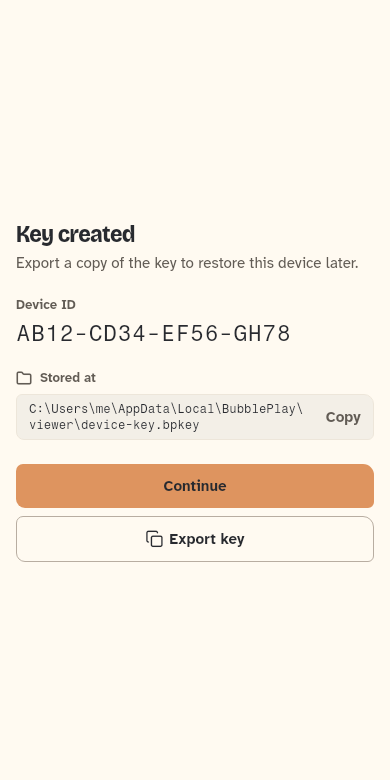 Key created
Export a copy of the key to restore this device later.
Device ID
AB12-CD34-EF56-GH78
Stored at
C:\Users\me\AppData\Local\BubblePlay\
viewer\device-key.bpkey
Copy
Continue
Export key